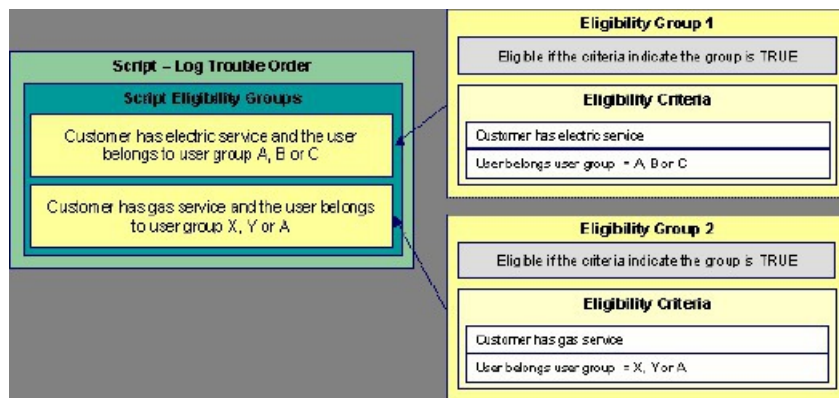 Script – Log Trouble Order
Script Eligibility Groups
Customer has electric service and the user
belongs to user group A, B or C
Customer has gas service and the user belongs
to user group X, Y or A
Eligibility Group 1
Eligible if the criteria indicate the group is TRUE
Eligibility Criteria
Customer has electric service
User belongs user group = A, B or C
Eligibility Group 2
Eligible if the criteria indicate the group is TRUE
Eligibility Criteria
Customer has gas service
User belongs user group = X, Y or A